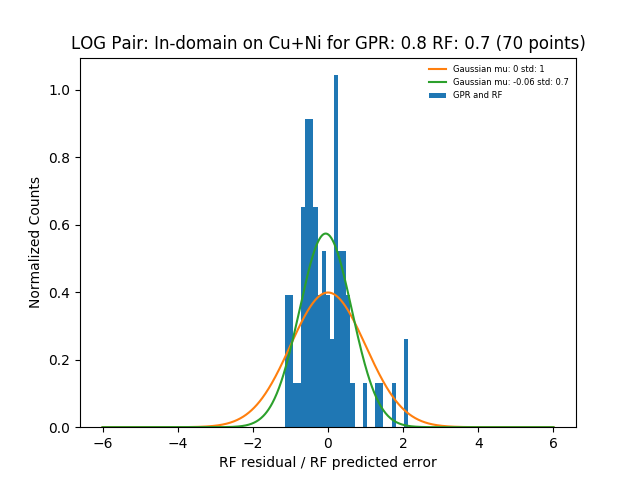 LOG Pair: In-domain on Cu+Ni for GPR: 0.8 RF: 0.7 (70 points)
Gaussian mu: 0 std: 1
Gaussian mu: -0.06 std: 0.7
GPR and RF
1.0
0.8
0.6
0.4
0.2
0.0
Normalized Counts
−6 −4 −2 0 2 4 6
RF residual / RF predicted error